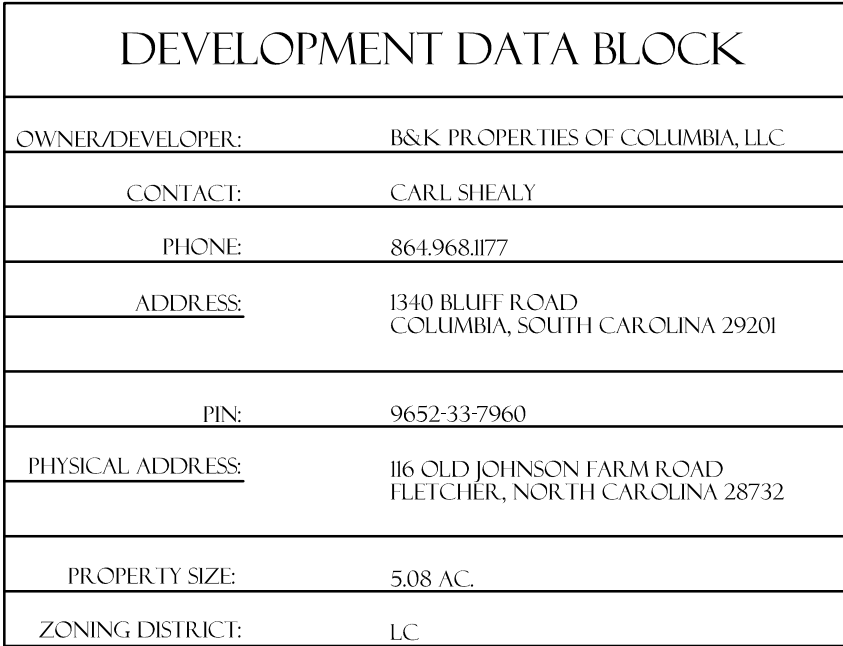 DEVELOPMENT DATA BLOCK
OWNER/DEVELOPER: B&K PROPERTIES OF COLUMBIA, LLC
CONTACT: CARL SHEALY
PHONE: 864.968.1177
ADDRESS: 1340 BLUFF ROAD
COLUMBIA, SOUTH CAROLINA 29201
PIN: 9652-33-7960
PHYSICAL ADDRESS: 116 OLD JOHNSON FARM ROAD
FLETCHER, NORTH CAROLINA 28732
PROPERTY SIZE: 5.08 AC.
ZONING DISTRICT: LC